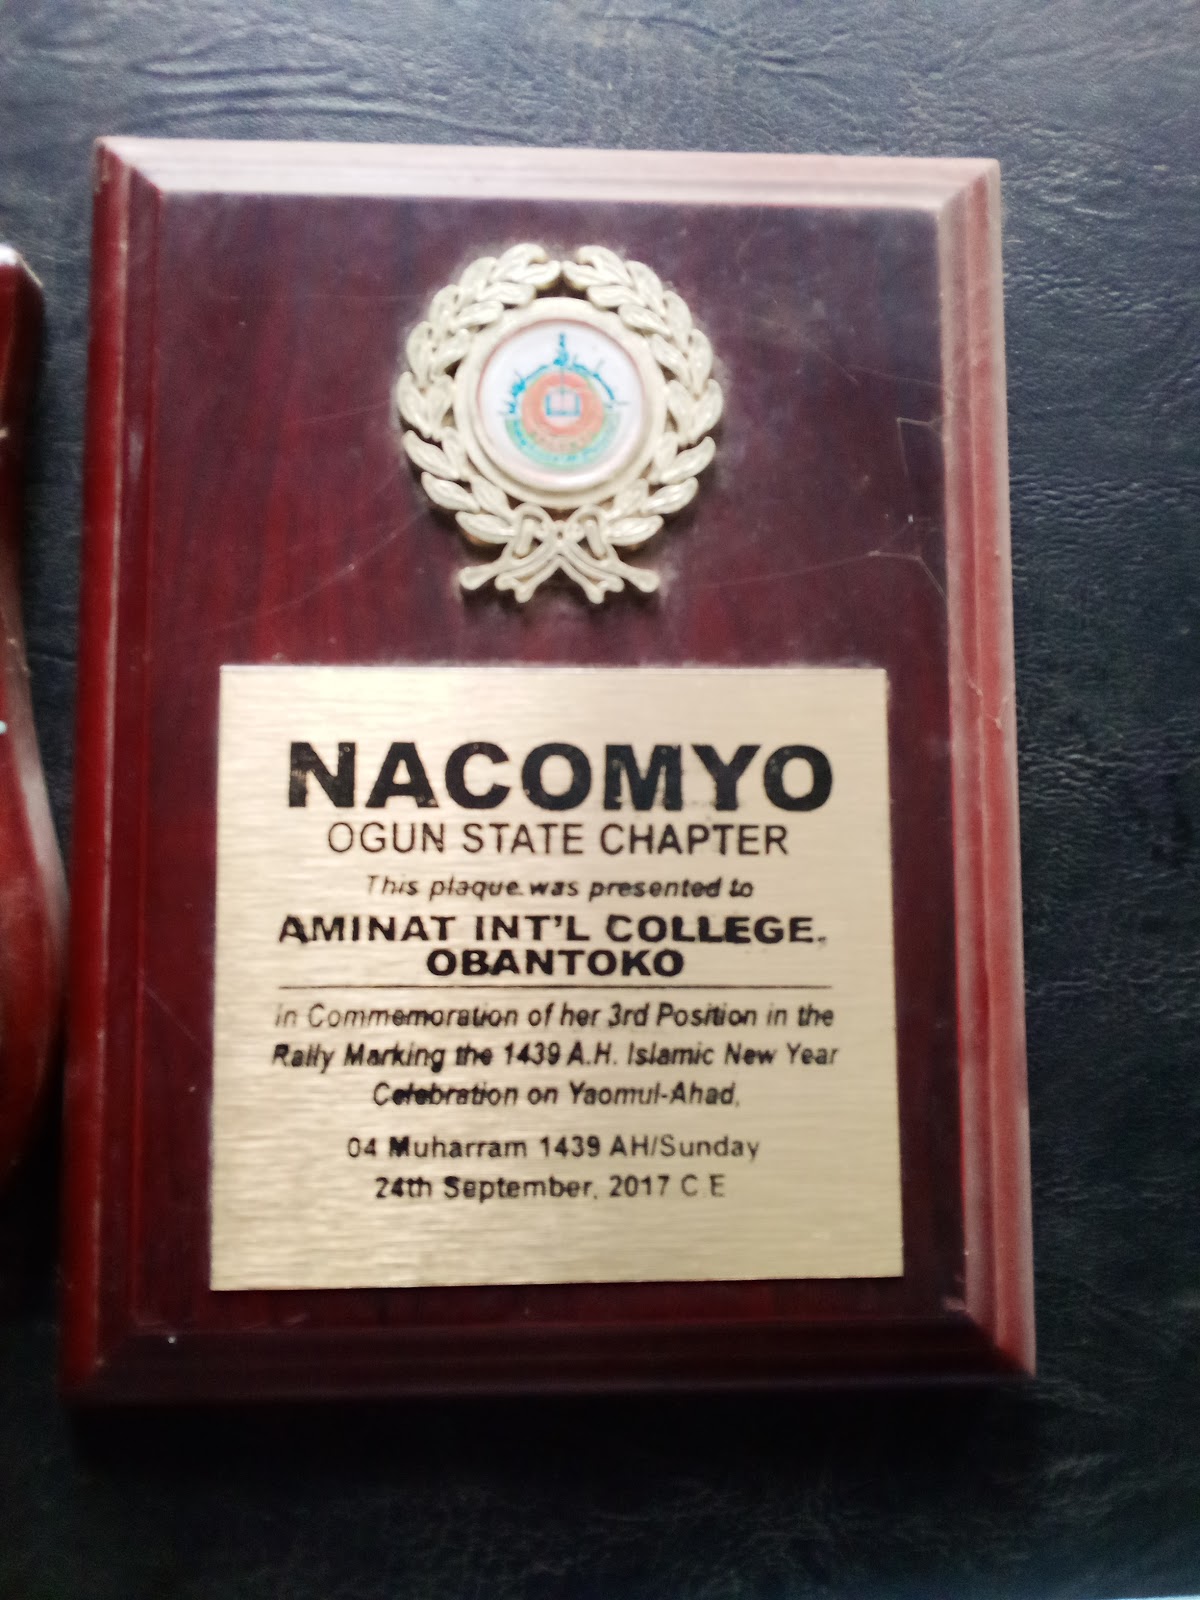 NACOMYO
OGUN STATE CHAPTER
This plaque was presented to
AMINAT INT'L COLLEGE,
OBANTOKO
in Commemoration of her 3rd Position in the
Rally Marking the 1439 A.H. Islamic New Year
Celebration on Yaomul-Ahad,
04 Muharram 1439 AH/Sunday
24th September, 2017 C.E